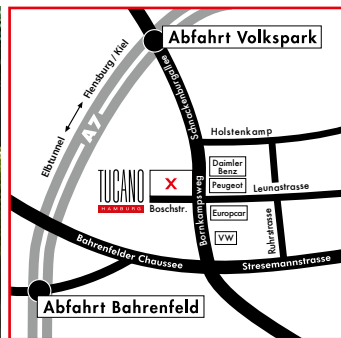 Abfahrt Volkspark
Flensburg / Kiel
Elbtunnel
A7
Schnackenburgallee
Holstenkamp
Daimler
Benz
Peugeot
Leunastrasse
TUCANO
HAMBURG
X
Boschstr.
Bornkampsweg
Europcar
VW
Ruhrstrasse
Bahrenfelder Chaussee
Stresemannstrasse
Abfahrt Bahrenfeld